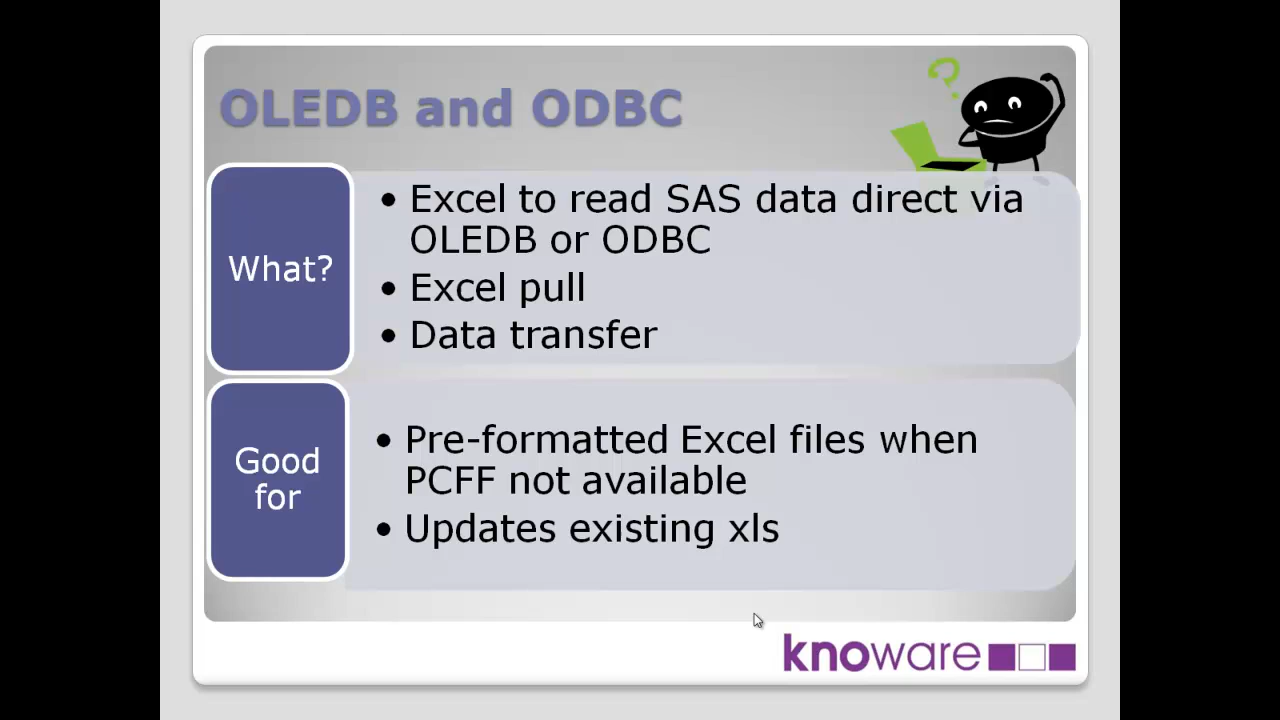 OLEDB and ODBC
What?
• Excel to read SAS data direct via
OLEDB or ODBC
• Excel pull
• Data transfer
Good
for
• Pre-formatted Excel files when
PCFF not available
• Updates existing xls
knoware